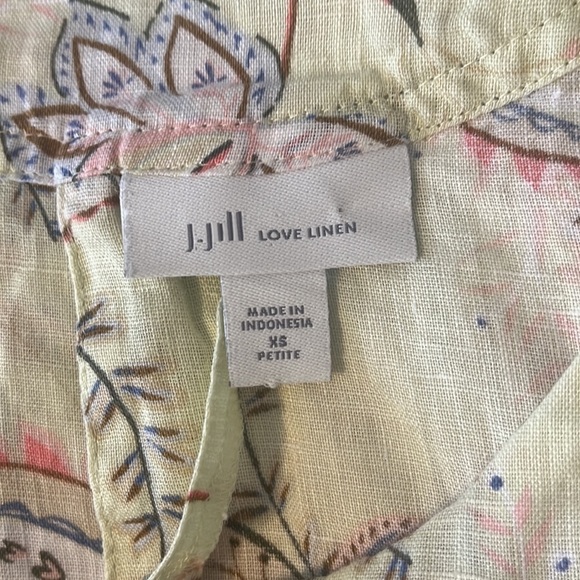 J.Jill LOVE LINEN
MADE IN
INDONESIA
XS
PETITE